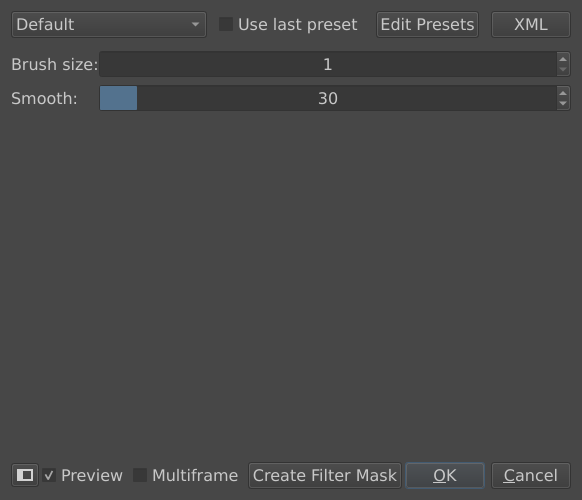 Default Use last preset Edit Presets XML
Brush size: 1
Smooth: 30
Preview Multiframe Create Filter Mask OK Cancel